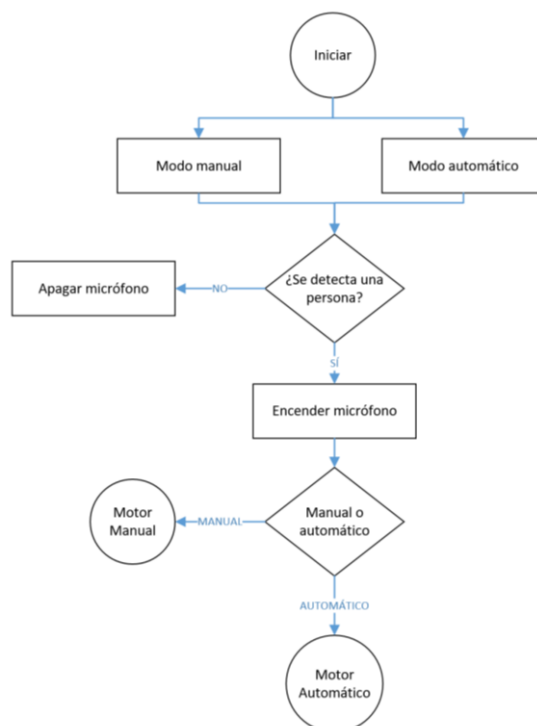 Iniciar
Modo manual
Modo automático
¿Se detecta una
persona?
NO
Apagar micrófono
SÍ
Encender micrófono
Manual o
automático
MANUAL
Motor
Manual
AUTOMÁTICO
Motor
Automático